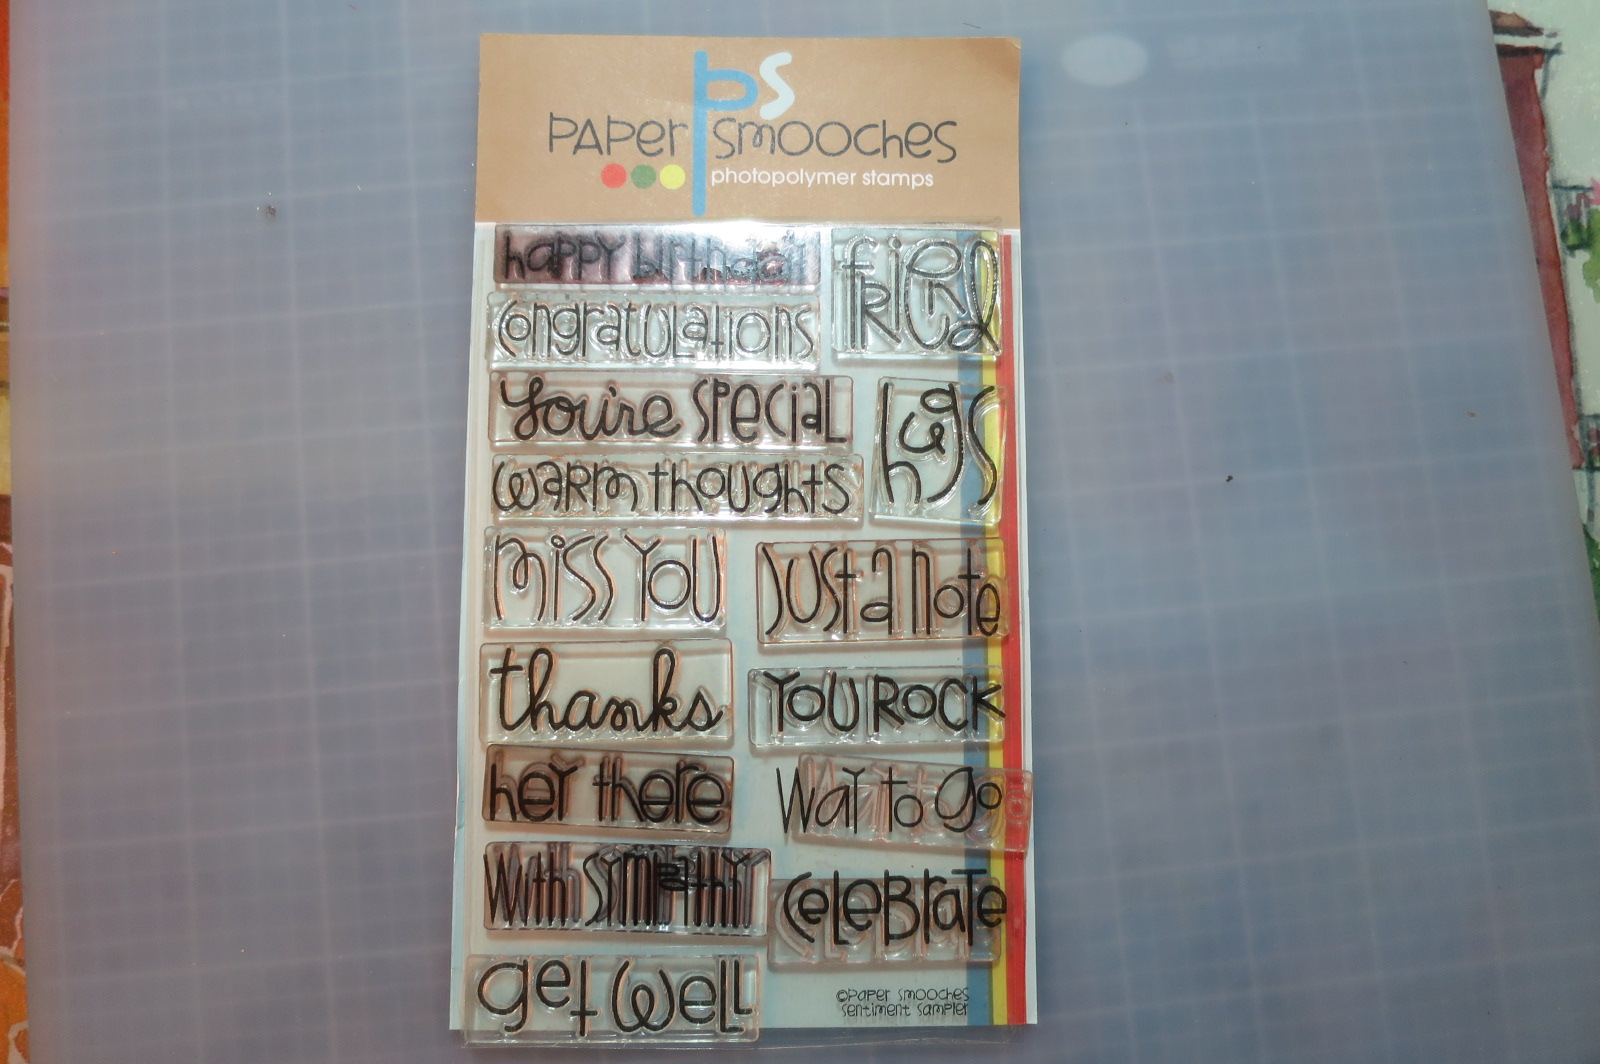 ps
PAPER SMOOCHES
photopolymer stamps
happy birthday
congratulations
friend
You're special
hugs
warm thoughts
miss you
just a note
thanks
YOU ROCK
hey there
Way to go
With sympathy
CELEBRATE
get well
©PAPER SMOOCHES
SENTIMENT SAMPLER